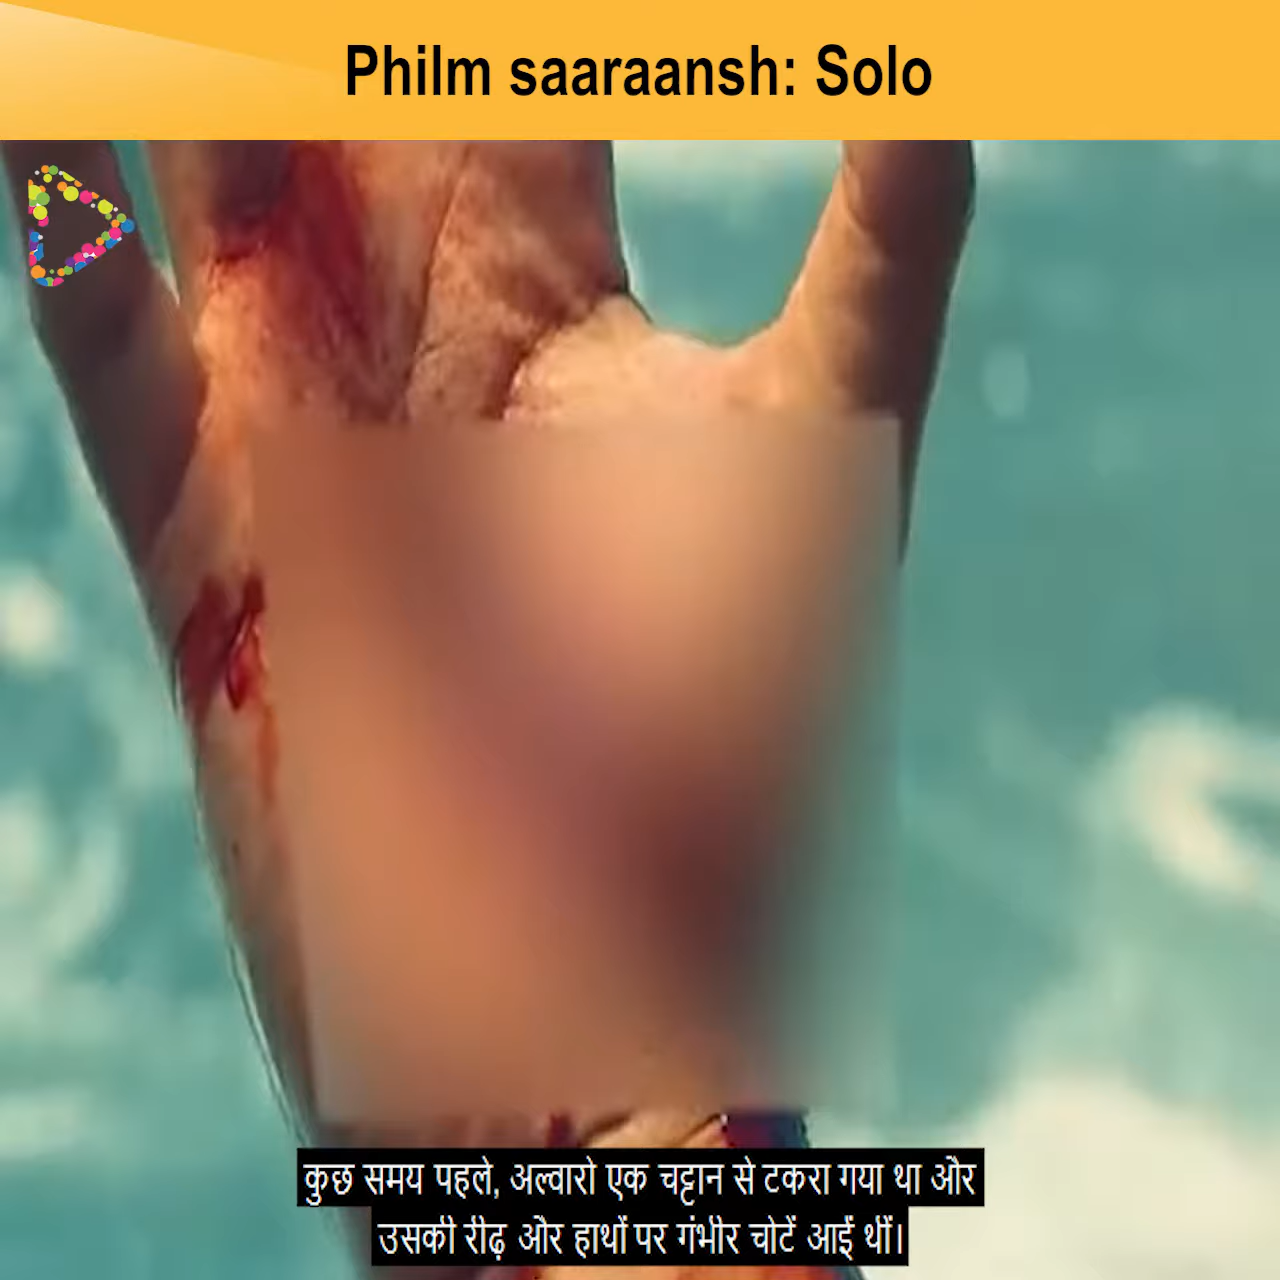 Philm saaraansh: Solo
कुछ समय पहले, अल्वारो एक चट्टान से टकरा गया था और
उसकी रीढ़ और हाथों पर गंभीर चोटें आईं थीं।